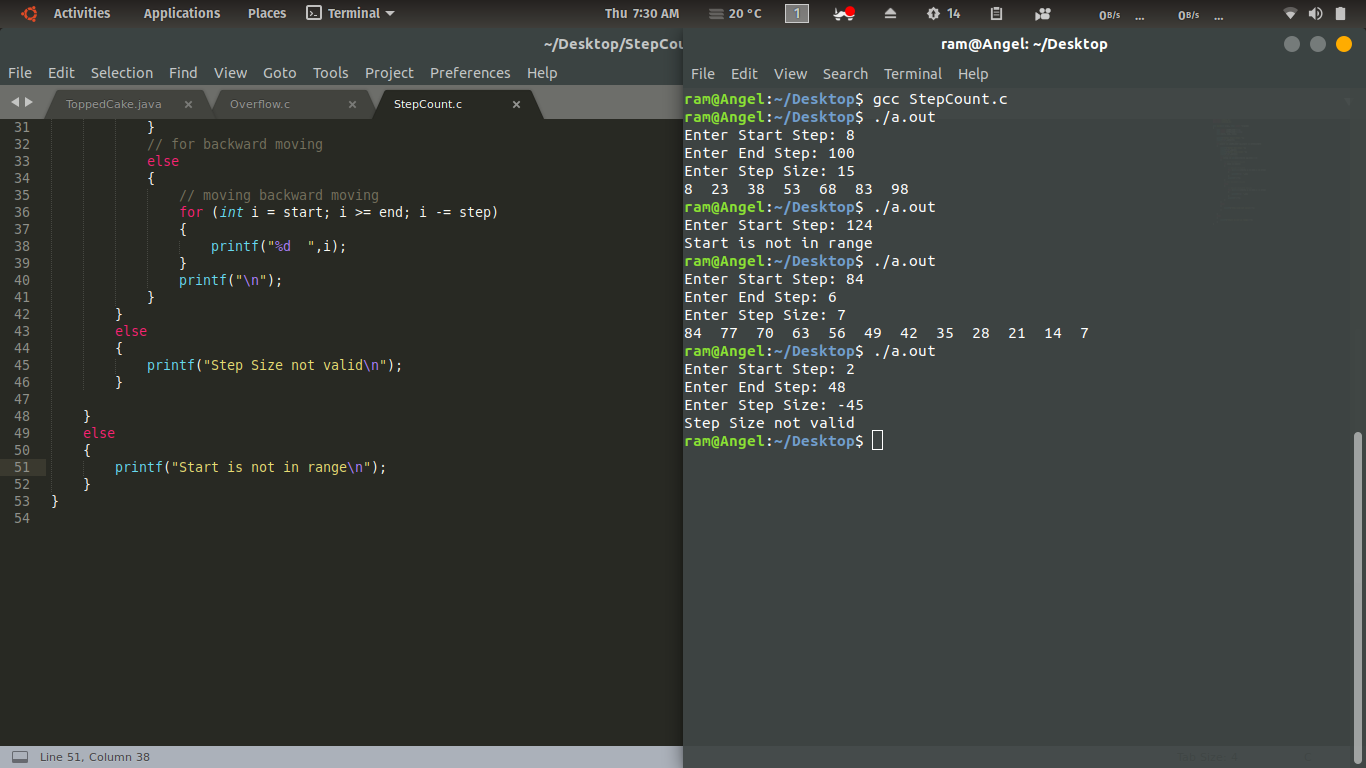 Activities Applications Places Terminal Thu 7:30 AM 20 °C 1 14 0B/s ... 0B/s ...
~/Desktop/StepCou
File Edit Selection Find View Goto Tools Project Preferences Help
ToppedCake.java × Overflow.c × StepCount.c ×
31 }
32 // for backward moving
33 else
34 {
35 // moving backward moving
36 for (int i = start; i >= end; i -= step)
37 {
38 printf("%d  ",i);
39 }
40 printf("\n");
41 }
42 }
43 else
44 {
45 printf("Step Size not valid\n");
46 }
47
48 }
49 else
50 {
51 printf("Start is not in range\n");
52 }
53 }
54
Line 51, Column 38
ram@Angel: ~/Desktop
File Edit View Search Terminal Help
ram@Angel:~/Desktop$ gcc StepCount.c
ram@Angel:~/Desktop$ ./a.out
Enter Start Step: 8
Enter End Step: 100
Enter Step Size: 15
8  23  38  53  68  83  98
ram@Angel:~/Desktop$ ./a.out
Enter Start Step: 124
Start is not in range
ram@Angel:~/Desktop$ ./a.out
Enter Start Step: 84
Enter End Step: 6
Enter Step Size: 7
84  77  70  63  56  49  42  35  28  21  14  7
ram@Angel:~/Desktop$ ./a.out
Enter Start Step: 2
Enter End Step: 48
Enter Step Size: -45
Step Size not valid
ram@Angel:~/Desktop$